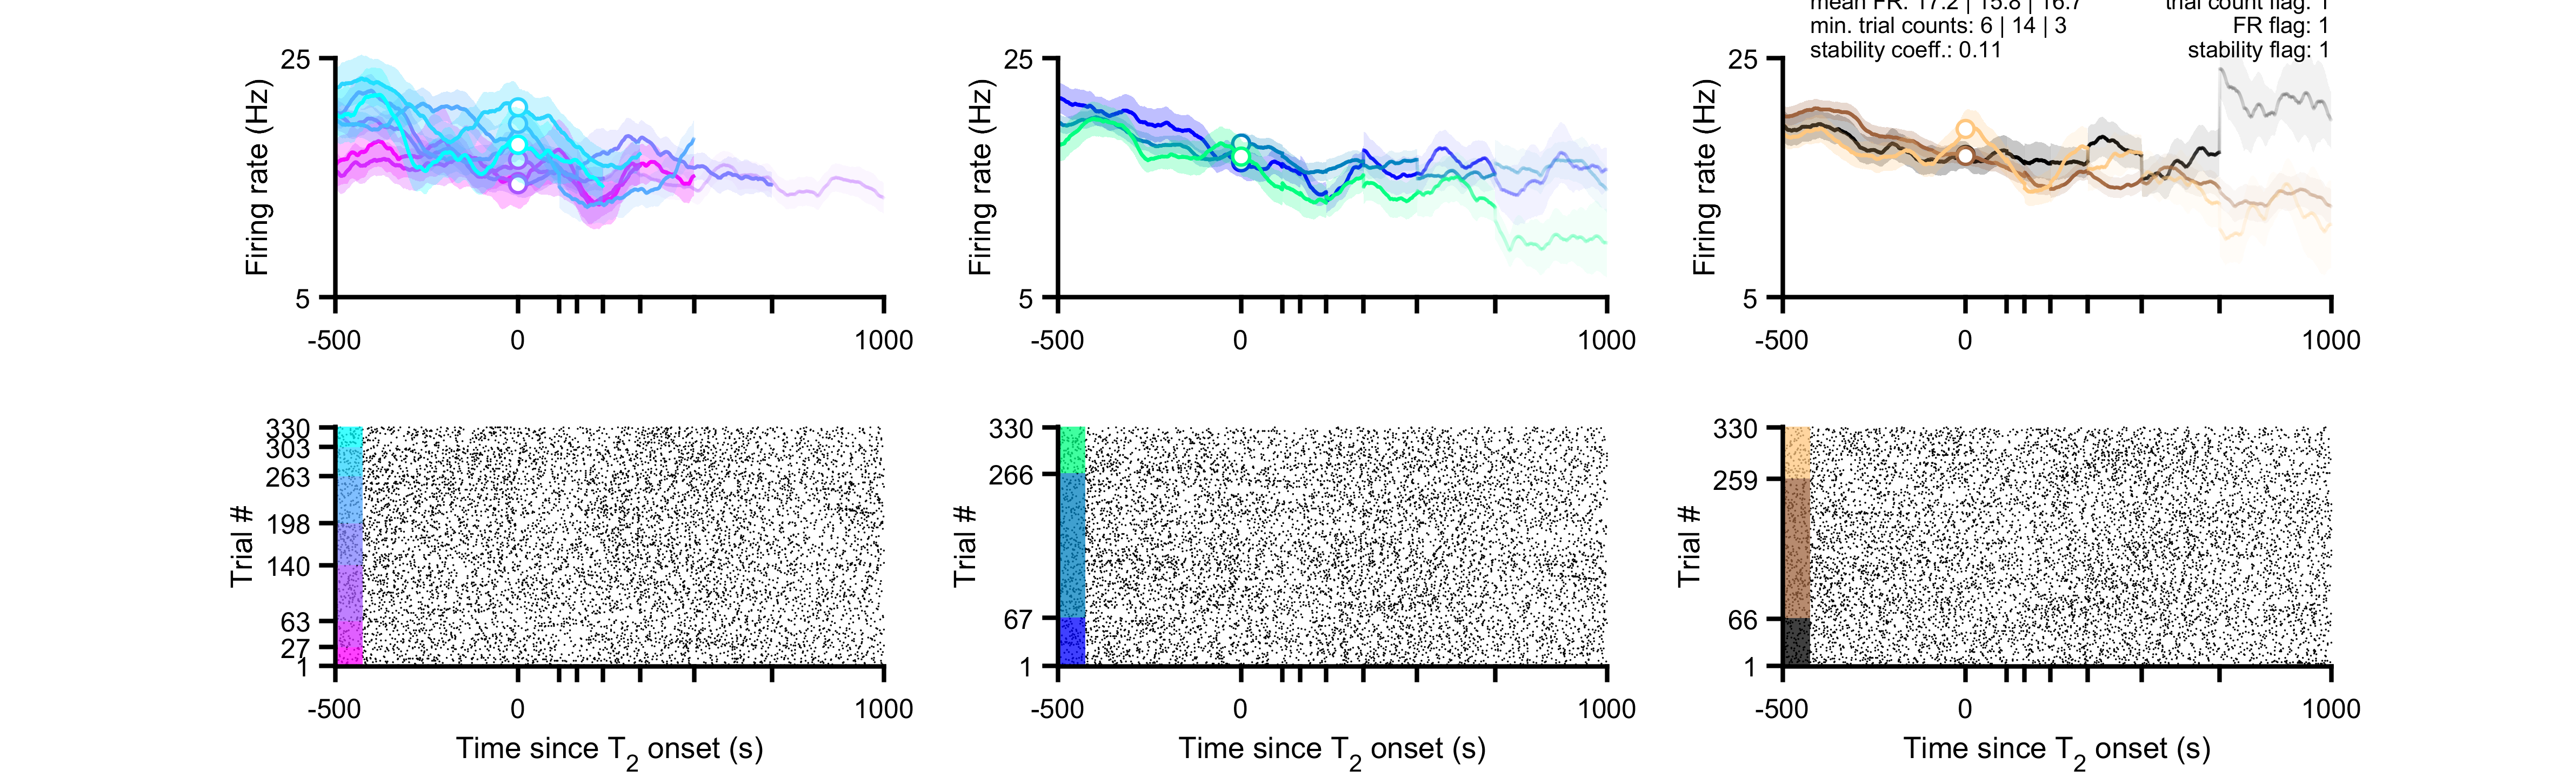 mean FR: 17.2 | 15.8 | 16.7 trial count flag: 1
min. trial counts: 6 | 14 | 3 FR flag: 1
stability coeff.: 0.11 stability flag: 1
25 25 25
Firing rate (Hz) Firing rate (Hz) Firing rate (Hz)
5 5 5
-500 0 1000 -500 0 1000 -500 0 1000
330 303 263 198 140 63 27 1
Trial #
330 266 67 1
Trial #
330 259 66 1
Trial #
-500 0 1000 -500 0 1000 -500 0 1000
Time since T2 onset (s) Time since T2 onset (s) Time since T2 onset (s)